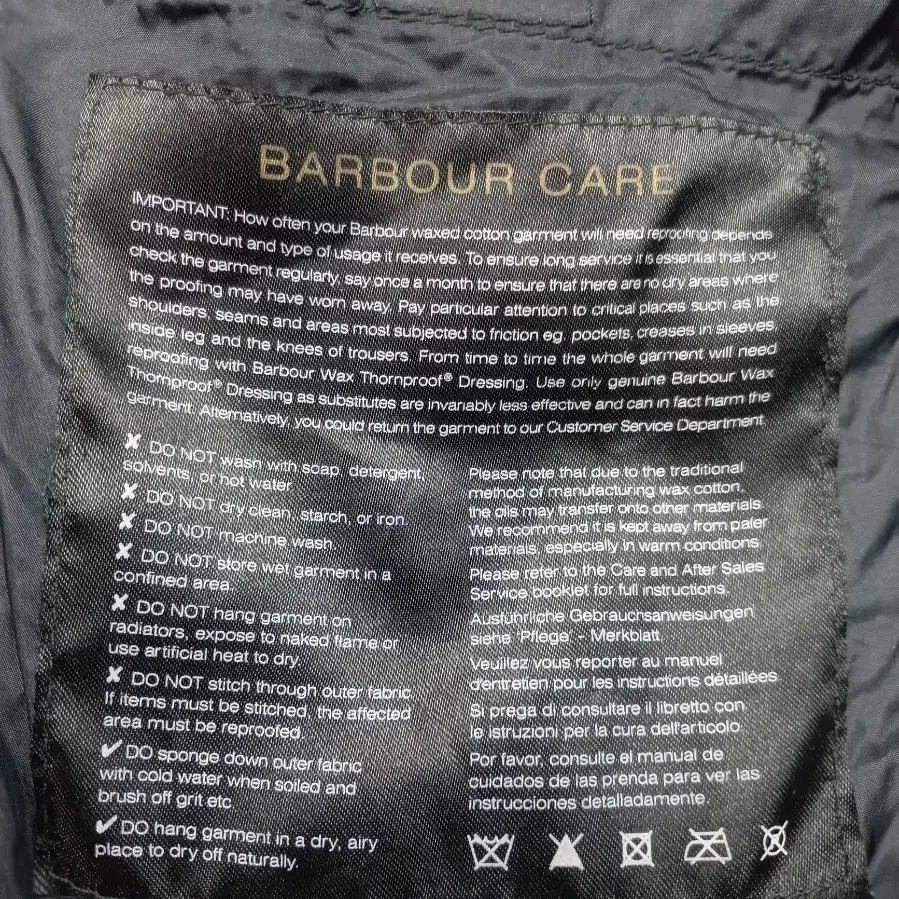 BARBOUR CARE
IMPORTANT: How often your Barbour waxed cotton garment will need reproofing depends
on the amount and type of usage it receives. To ensure long service it is essential that you
check the garment regularly, say once a month to ensure that there are no dry areas where
the proofing may have worn away. Pay particular attention to critical places such as the
shoulders, seams and areas most subjected to friction eg. pockets, creases in sleeves
inside leg and the knees of trousers. From time to time the whole garment will need
reproofing with Barbour Wax Thornproof® Dressing. Use only genuine Barbour Wax
Thornproof® Dressing as substitutes are invariably less effective and can in fact harm the
garment. Alternatively, you could return the garment to our Customer Service Department.
✘ DO NOT wash with soap, detergent,
solvents, or hot water.
✘ DO NOT dry clean, starch, or iron.
✘ DO NOT machine wash.
✘ DO NOT store wet garment in a
confined area.
✘ DO NOT hang garment on
radiators, expose to naked flame or
use artificial heat to dry.
✘ DO NOT stitch through outer fabric.
If items must be stitched, the affected
area must be reproofed.
✔ DO sponge down outer fabric
with cold water when soiled and
brush off grit etc
✔ DO hang garment in a dry, airy
place to dry off naturally.
Please note that due to the traditional
method of manufacturing wax cotton,
the oils may transfer onto other materials.
We recommend it is kept away from paler
materials, especially in warm conditions.
Please refer to the Care and After Sales
Service booklet for full instructions.
Ausführliche Gebrauchsanweisungen
siehe 'Pflege' - Merkblatt.
Veuillez vous reporter au manuel
d'entretien pour les instructions détaillées
Si prega di consultare il libretto con
le istruzioni per la cura dell'articolo
Por favor, consulte el manual de
cuidados de las prenda para ver las
instrucciones detalladamente.